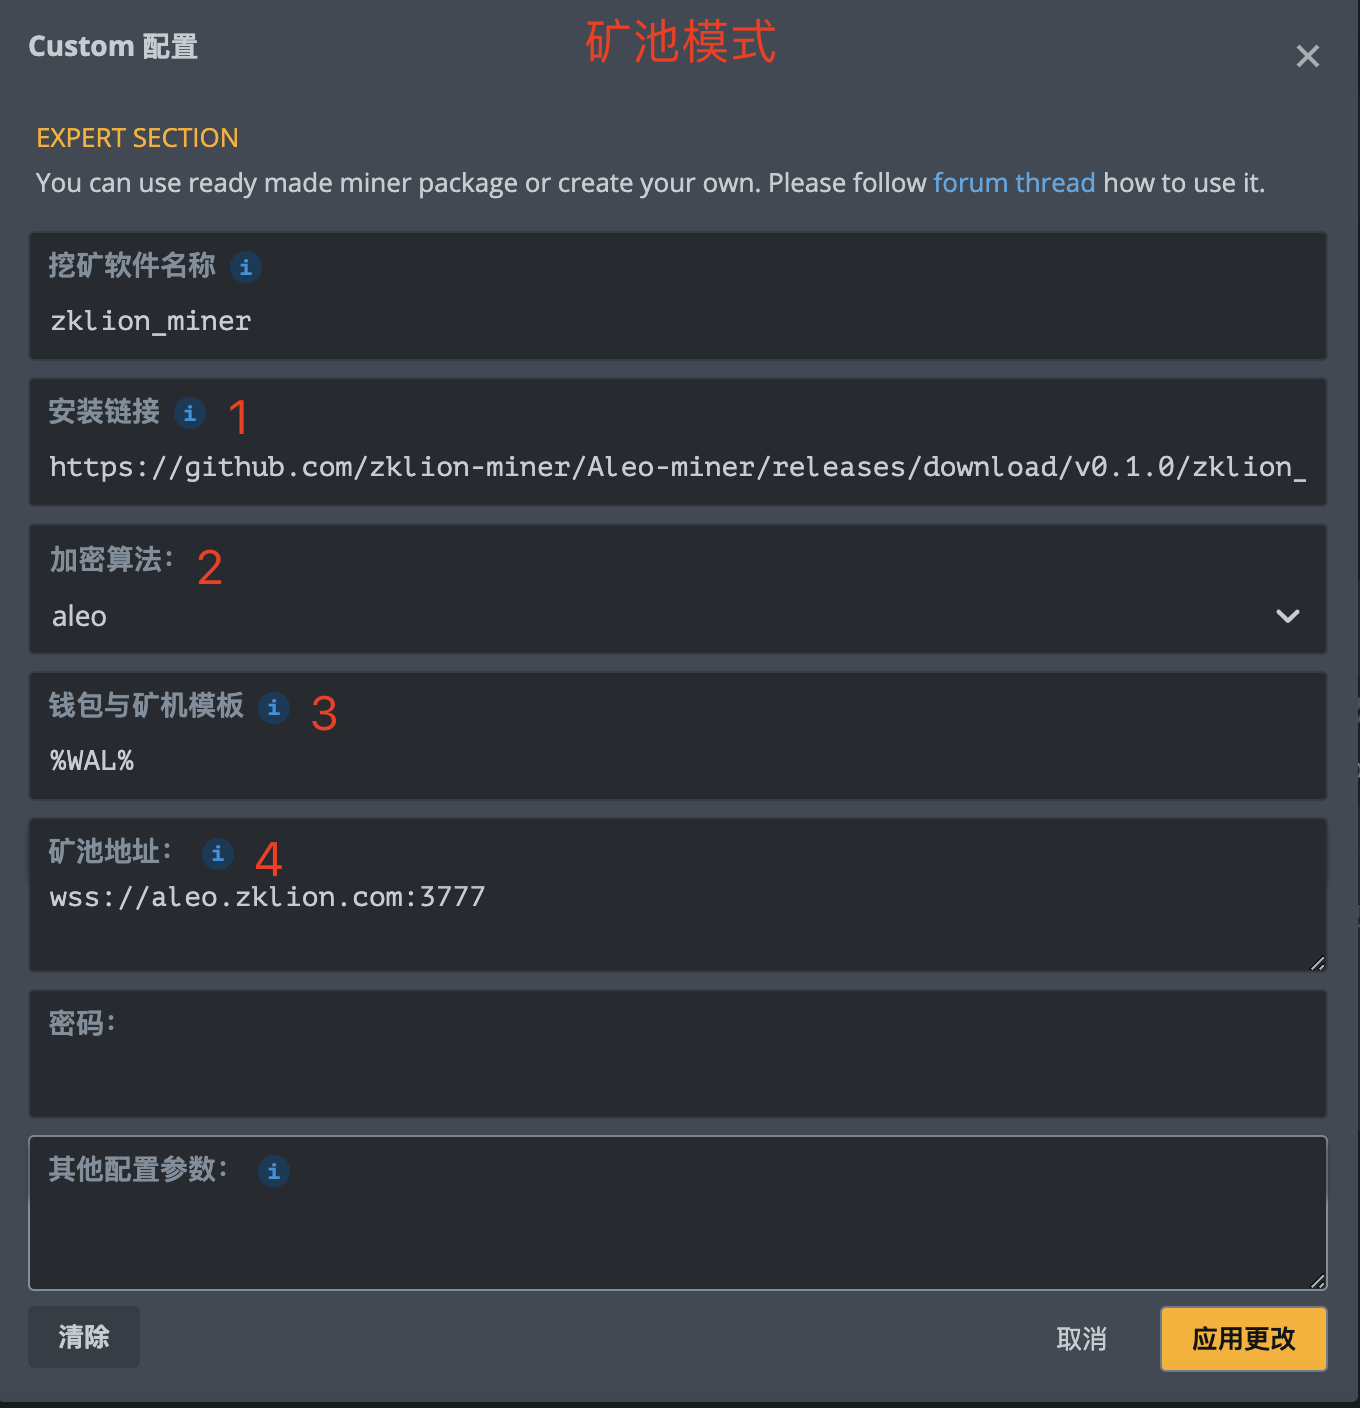 Custom 配置
矿池模式
EXPERT SECTION
You can use ready made miner package or create your own. Please follow forum thread how to use it.
挖矿软件名称 i
zklion_miner
安装链接 i 1
https://github.com/zklion-miner/Aleo-miner/releases/download/v0.1.0/zklion_
加密算法： 2
aleo
钱包与矿机模板 i 3
%WAL%
矿池地址： i 4
wss://aleo.zklion.com:3777
密码：
其他配置参数： i
清除
取消
应用更改